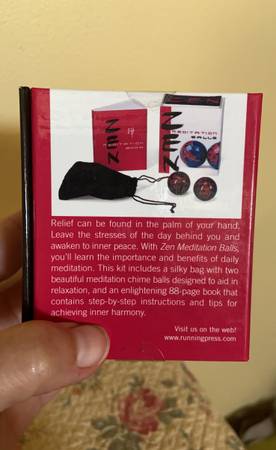 ZEN
MEDITATION
BOOK
ZEN
MEDITATION
BALLS
Relief can be found in the palm of your hand.
Leave the stresses of the day behind you and
awaken to inner peace. With Zen Meditation Balls,
you'll learn the importance and benefits of daily
meditation. This kit includes a silky bag with two
beautiful meditation chime balls designed to aid in
relaxation, and an enlightening 88-page book that
contains step-by-step instructions and tips for
achieving inner harmony.
Visit us on the web!
www.runningpress.com